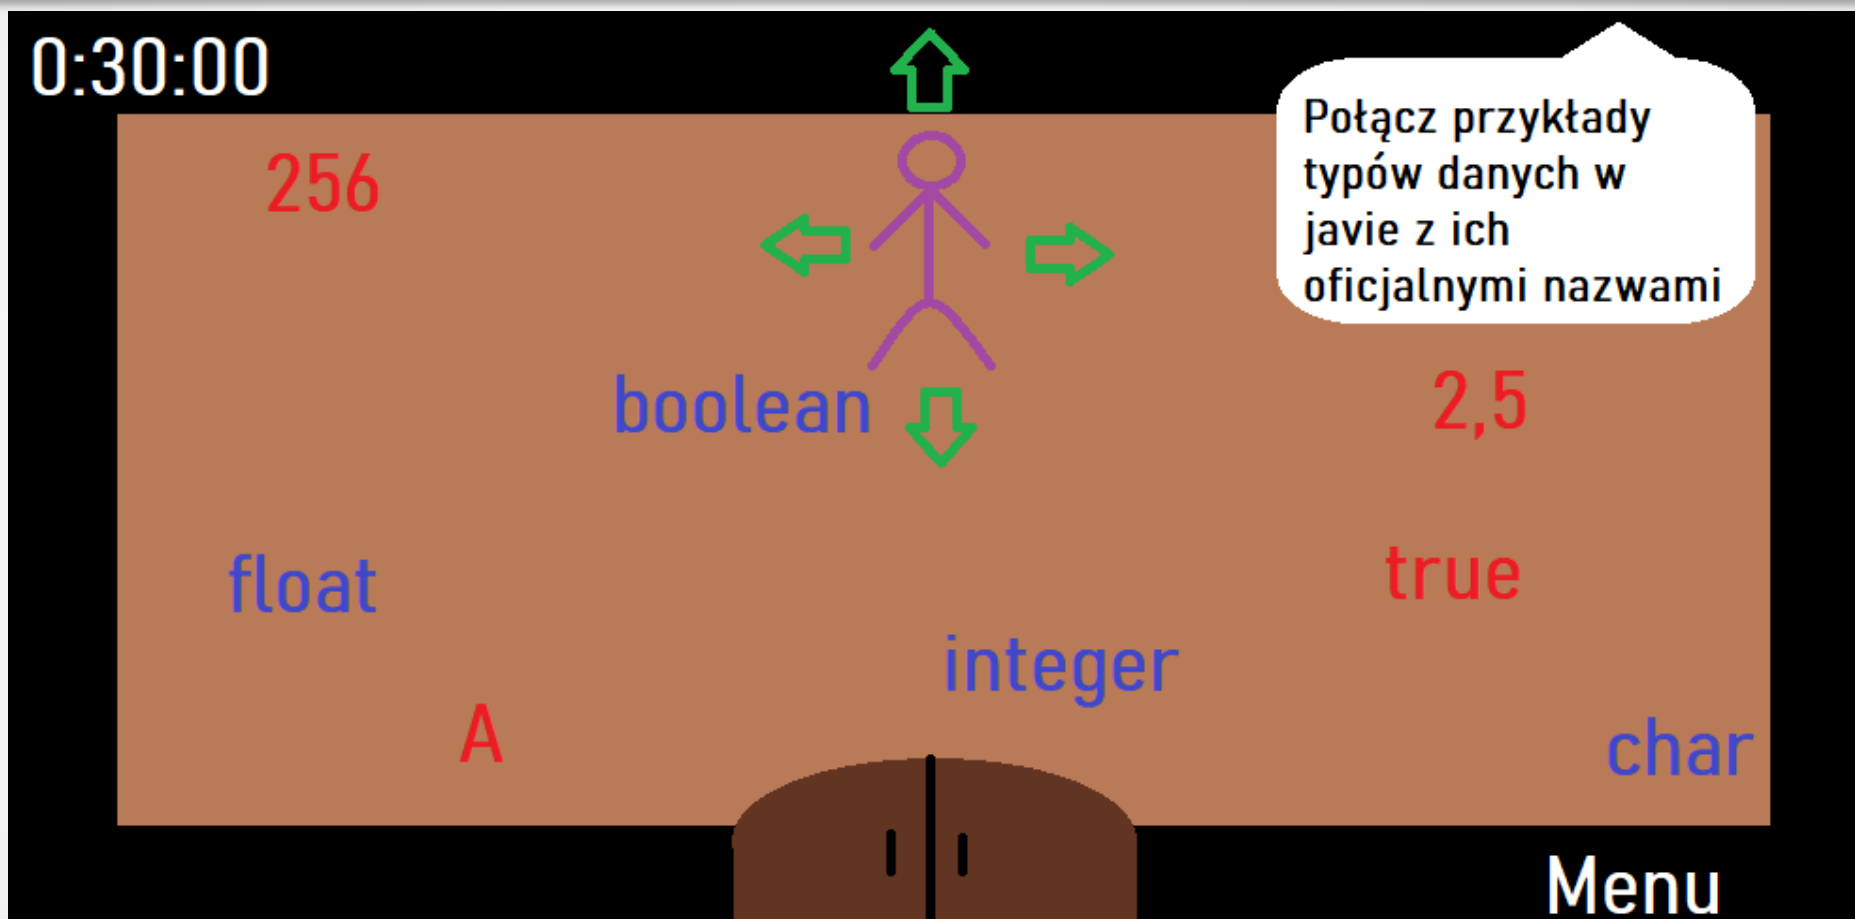 0:30:00
Połącz przykłady
typów danych w
javie z ich
oficjalnymi nazwami
256
boolean
2,5
float
true
integer
A
char
Menu